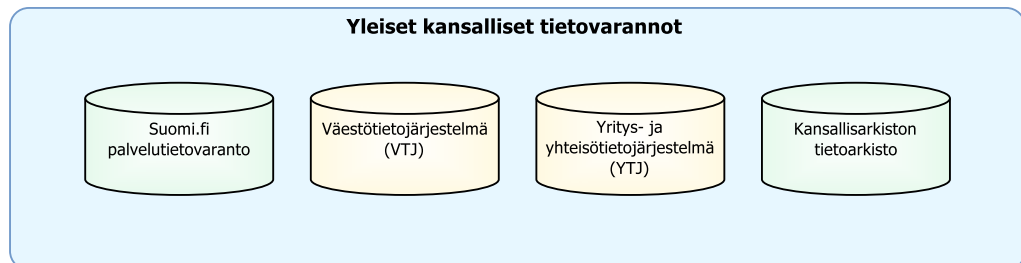 Yleiset kansalliset tietovarannot
Suomi.fi
palvelutietovaranto
Väestötietojärjestelmä
(VTJ)
Yritys- ja
yhteisötietojärjestelmä
(YTJ)
Kansallisarkiston
tietoarkisto